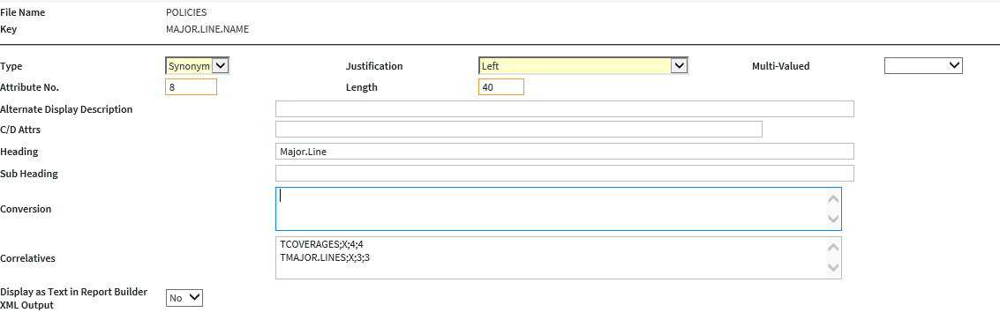 File Name POLICIES
Key MAJOR.LINE.NAME
Type Synonym Justification Left Multi-Valued
Attribute No. 8 Length 40
Alternate Display Description
C/D Attrs
Heading Major.Line
Sub Heading
Conversion
TCOVERAGES;X;4;4
Correlatives TMAJOR.LINES;X;3;3
Display as Text in Report Builder
XML Output No